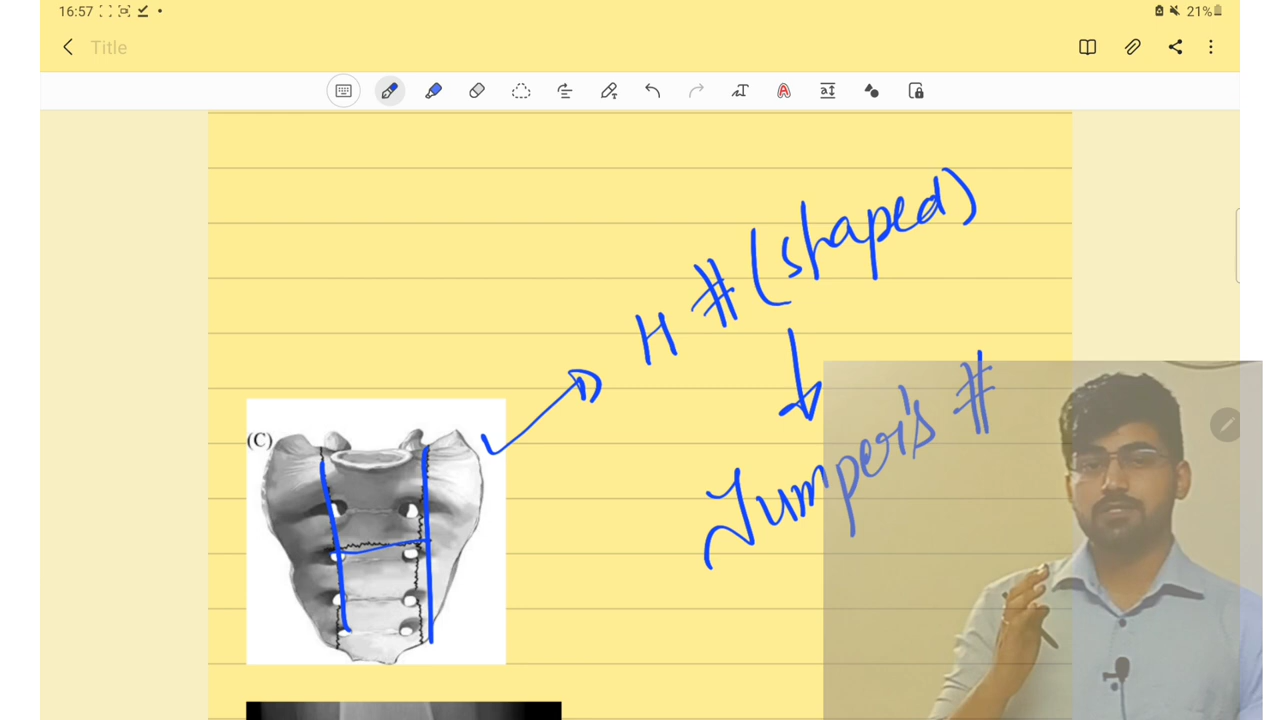 16:57
21%
Title
H # (shaped)
Jumper's #
(C)